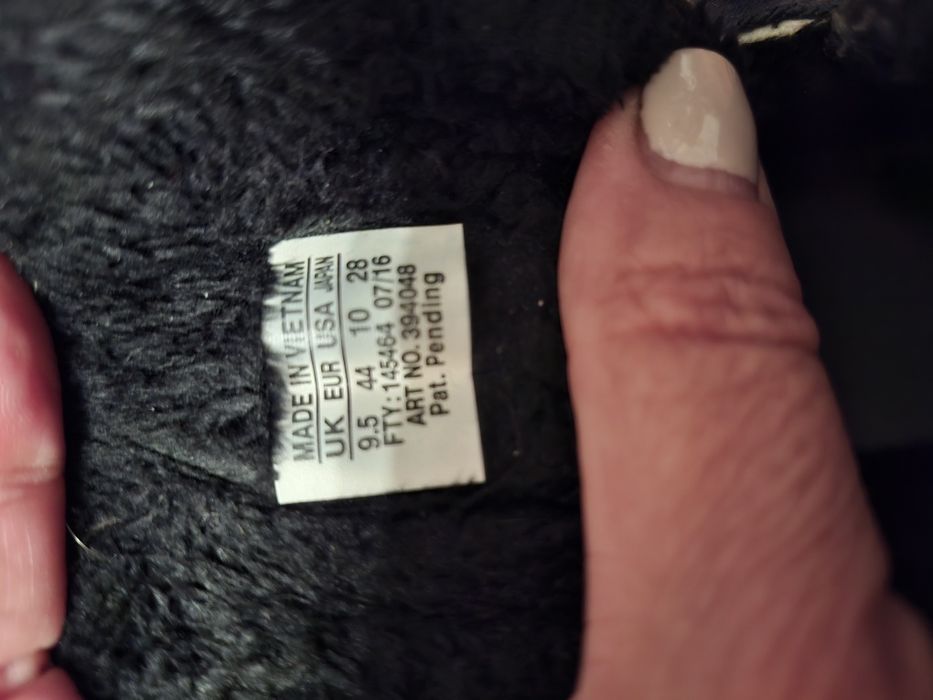 MADE IN VIETNAM
UK EUR USA JAPAN
9.5 44 10 28
FTY:145464 07/16
ART NO. 394048
Pat. Pending